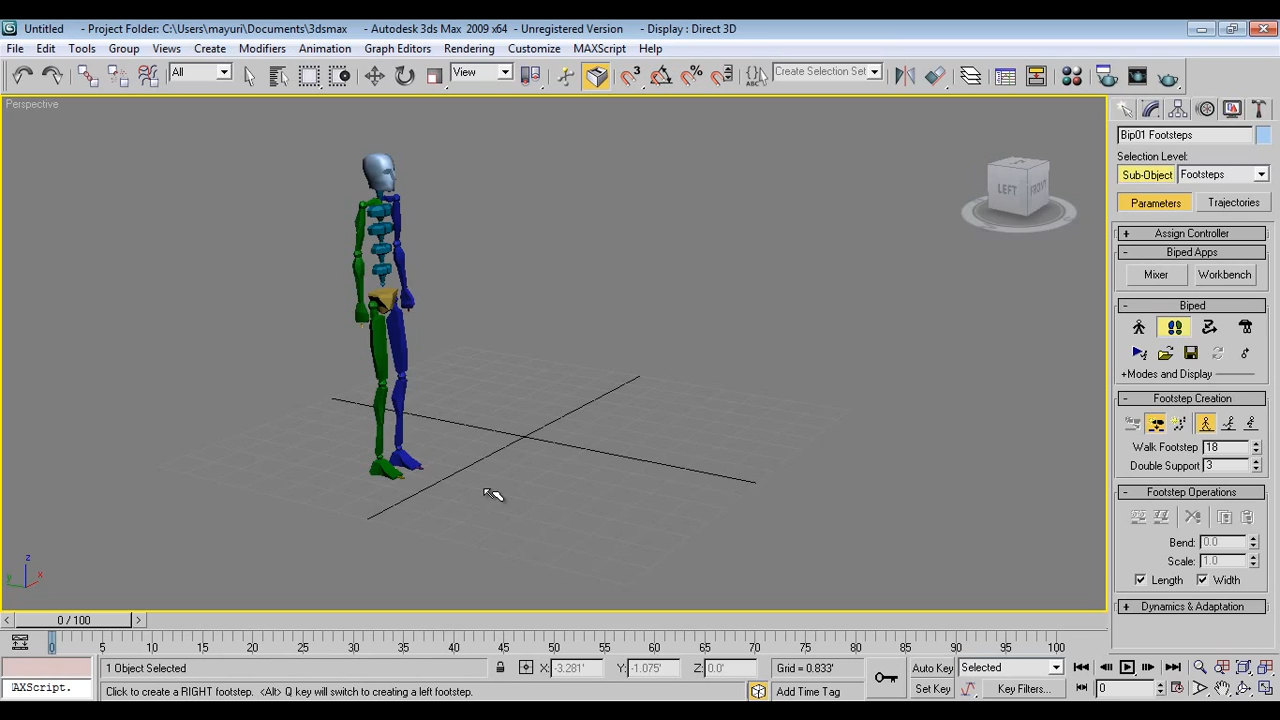 Untitled - Project Folder: C:\Users\mayuri\Documents\3dsmax - Autodesk 3ds Max 2009 x64 - Unregistered Version - Display : Direct 3D
File Edit Tools Group Views Create Modifiers Animation Graph Editors Rendering Customize MAXScript Help
All View 3 Create Selection Set
Perspective
LEFT FRONT
Bip01 Footsteps
Selection Level:
Sub-Object Footsteps
Parameters Trajectories
+ Assign Controller
- Biped Apps
Mixer Workbench
- Biped
+Modes and Display
- Footstep Creation
Walk Footstep 18
Double Support 3
- Footstep Operations
Bend: 0.0
Scale: 1.0
Length Width
+ Dynamics & Adaptation
z
y x
< 0 / 100 >
0 5 10 15 20 25 30 35 40 45 50 55 60 65 70 75 80 85 90 95 100
1 Object Selected X: -3.281' Y: -1.075' Z: 0.0' Grid = 0.833' Auto Key Selected
AXScript. Click to create a RIGHT footstep. <Alt> Q key will switch to creating a left footstep. Add Time Tag Set Key Key Filters... 0